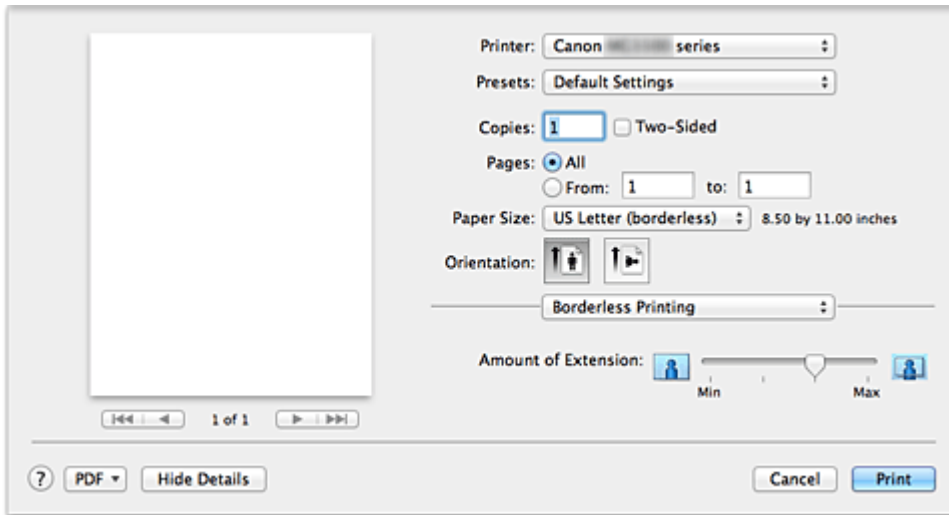 Printer: Canon series
Presets: Default Settings
Copies: 1 Two-Sided
Pages: All
From: 1 to: 1
Paper Size: US Letter (borderless) 8.50 by 11.00 inches
Orientation:
Borderless Printing
Amount of Extension:
Min Max
1 of 1
? PDF Hide Details Cancel Print